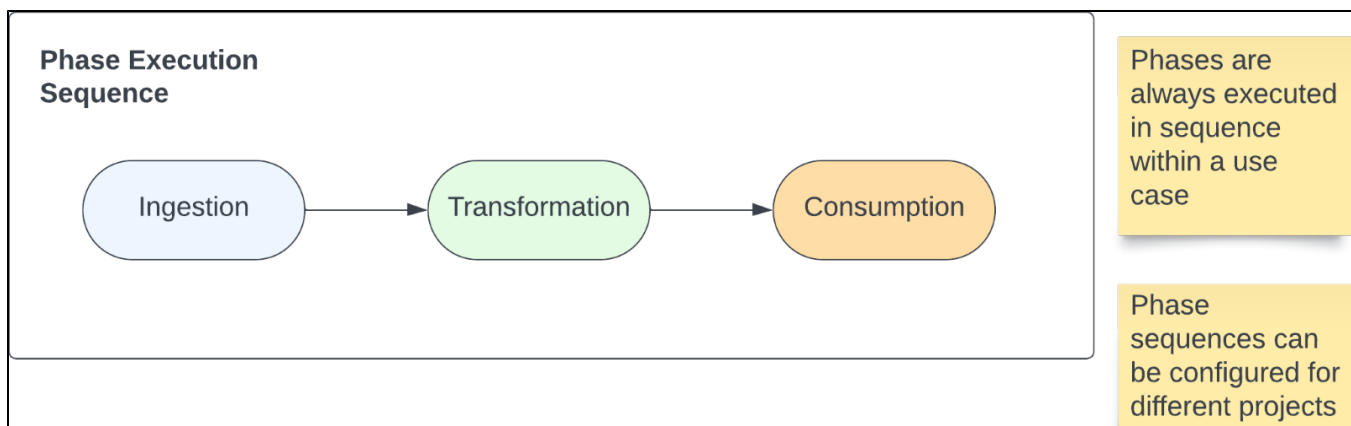 Phase Execution
Sequence
Ingestion
Transformation
Consumption
Phases are
always executed
in sequence
within a use
case
Phase
sequences can
be configured for
different projects